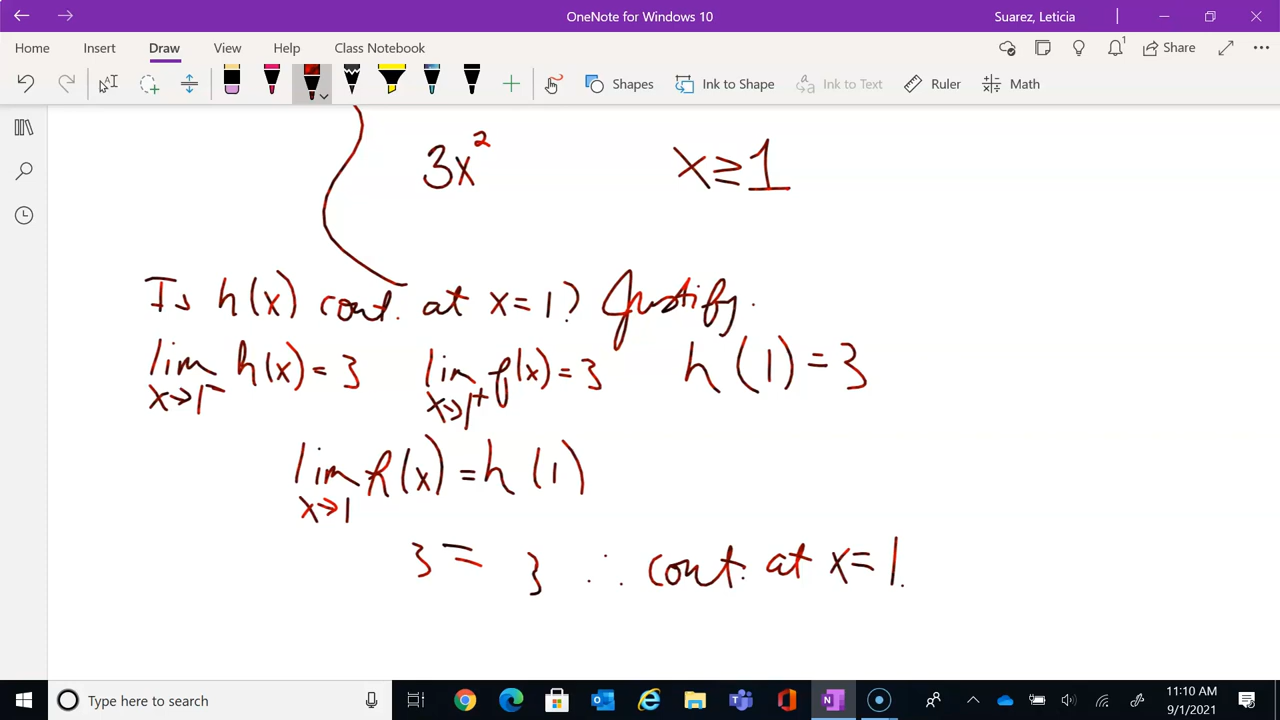 OneNote for Windows 10
Suarez, Leticia
Home Insert Draw View Help Class Notebook
1 Share
Shapes Ink to Shape Ink to Text Ruler Math
3x² x≥1
Is h(x) cont. at x=1? Justify.
lim x→1⁻ h(x)=3 lim x→1⁺ f(x)=3 h(1)=3
lim x→1 h(x)=h(1)
3 = 3 ∴ cont. at x=1.
Type here to search
11:10 AM
9/1/2021